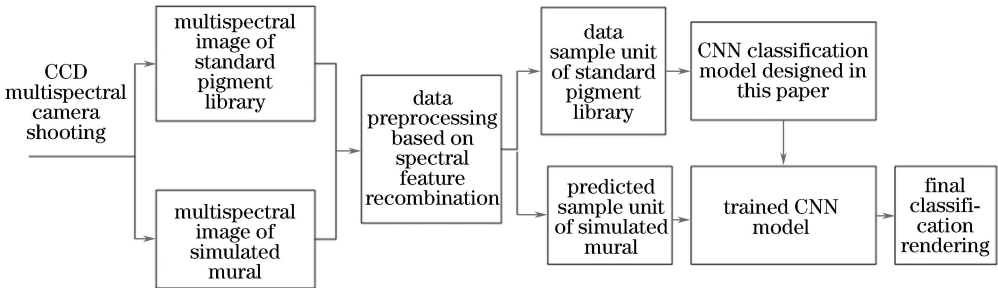 CCD
multispectral
camera
shooting
multispectral
image of
standard
pigment
library
multispectral
image of
simulated
mural
data
preprocessing
based on
spectral
feature
recombination
data
sample unit
of standard
pigment
library
CNN classification
model designed in
this paper
predicted
sample unit
of simulated
mural
trained CNN
model
final
classifi-
cation
rendering